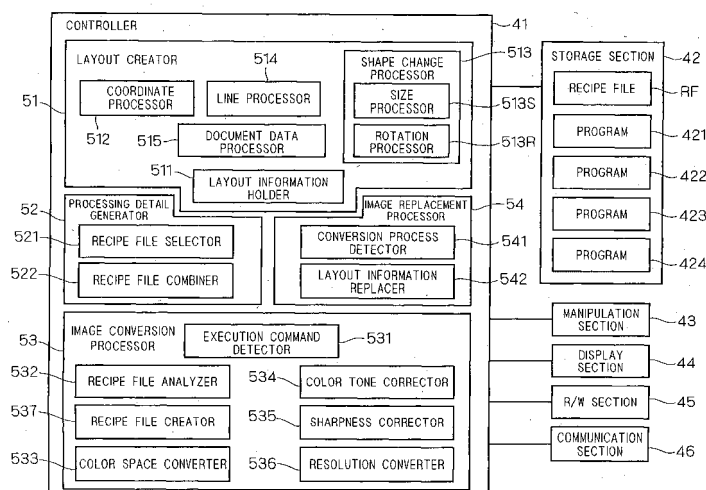 CONTROLLER
41
LAYOUT CREATOR
514
SHAPE CHANGE
PROCESSOR
513
51
COORDINATE
PROCESSOR
512
LINE PROCESSOR
SIZE
PROCESSOR
513S
515
DOCUMENT DATA
PROCESSOR
ROTATION
PROCESSOR
513R
511
LAYOUT INFORMATION
HOLDER
52
PROCESSING DETAIL
GENERATOR
521
RECIPE FILE SELECTOR
522
RECIPE FILE COMBINER
IMAGE REPLACEMENT
PROCESSOR
54
CONVERSION PROCESS
DETECTOR
541
LAYOUT INFORMATION
REPLACER
542
53
IMAGE CONVERSION
PROCESSOR
EXECUTION COMMAND
DETECTOR
531
532
RECIPE FILE ANALYZER
534
COLOR TONE CORRECTOR
537
RECIPE FILE CREATOR
535
SHARPNESS CORRECTOR
533
COLOR SPACE CONVERTER
536
RESOLUTION CONVERTER
STORAGE SECTION
42
RECIPE FILE
RF
PROGRAM
421
PROGRAM
422
PROGRAM
423
PROGRAM
424
MANIPULATION
SECTION
43
DISPLAY
SECTION
44
R/W SECTION
45
COMMUNICATION
SECTION
46